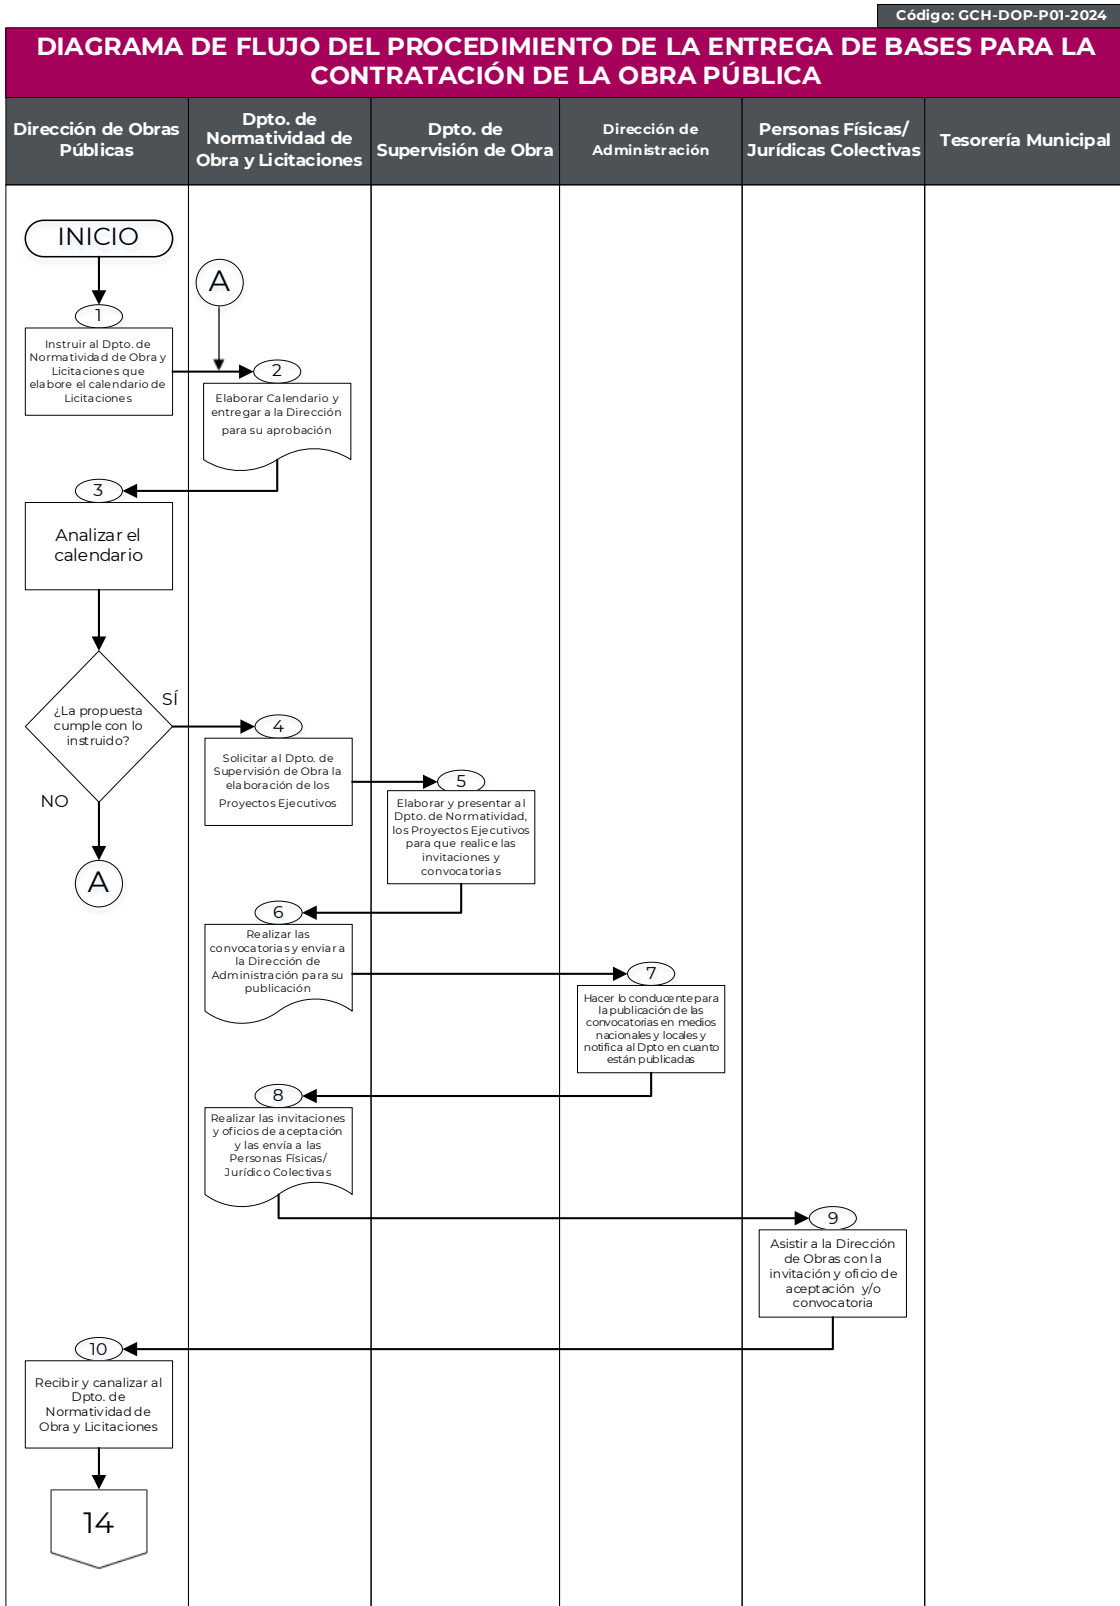 Código: GCH-DOP-P01-2024
DIAGRAMA DE FLUJO DEL PROCEDIMIENTO DE LA ENTREGA DE BASES PARA LA
CONTRATACIÓN DE LA OBRA PÚBLICA
Dirección de Obras
Públicas
Dpto. de
Normatividad de
Obra y Licitaciones
Dpto. de
Supervisión de Obra
Dirección de
Administración
Personas Físicas/
Jurídicas Colectivas
Tesorería Municipal
INICIO
A
1
Instruir al Dpto. de
Normatividad de Obra y
Licitaciones que
elabore el calendario de
Licitaciones
2
Elaborar Calendario y
entregar a la Dirección
para su aprobación
3
Analizar el
calendario
¿La propuesta
cumple con lo
instruido?
SÍ
NO
A
4
Solicitar al Dpto. de
Supervisión de Obra la
elaboración de los
Proyectos Ejecutivos
5
Elaborar y presentar al
Dpto. de Normatividad,
los Proyectos Ejecutivos
para que realice las
invitaciones y
convocatorias
6
Realizar las
convocatorias y enviar a
la Dirección de
Administración para su
publicación
7
Hacer lo conducente para
la publicación de las
convocatorias en medios
nacionales y locales y
notifica al Dpto en cuanto
están publicadas
8
Realizar las invitaciones
y oficios de aceptación
y las envía a las
Personas Físicas/
Jurídico Colectivas
9
Asistir a la Dirección
de Obras con la
invitación y oficio de
aceptación y/o
convocatoria
10
Recibir y canalizar al
Dpto. de
Normatividad de
Obra y Licitaciones
14